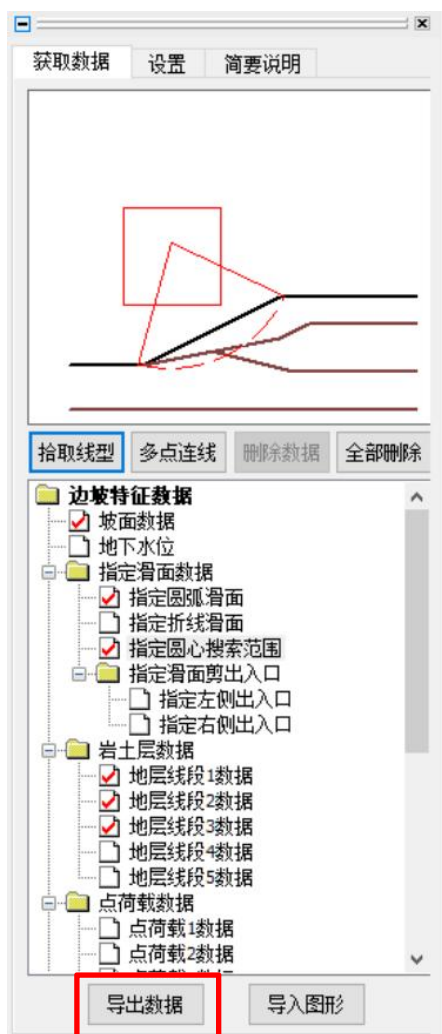 获取数据 设置 简要说明
拾取线型 多点连线 删除数据 全部删除
边坡特征数据
坡面数据
地下水位
指定滑面数据
指定圆弧滑面
指定折线滑面
指定圆心搜索范围
指定滑面剪出入口
指定左侧出入口
指定右侧出入口
岩土层数据
地层线段1数据
地层线段2数据
地层线段3数据
地层线段4数据
地层线段5数据
点荷载数据
点荷载1数据
点荷载2数据
导出数据 导入图形